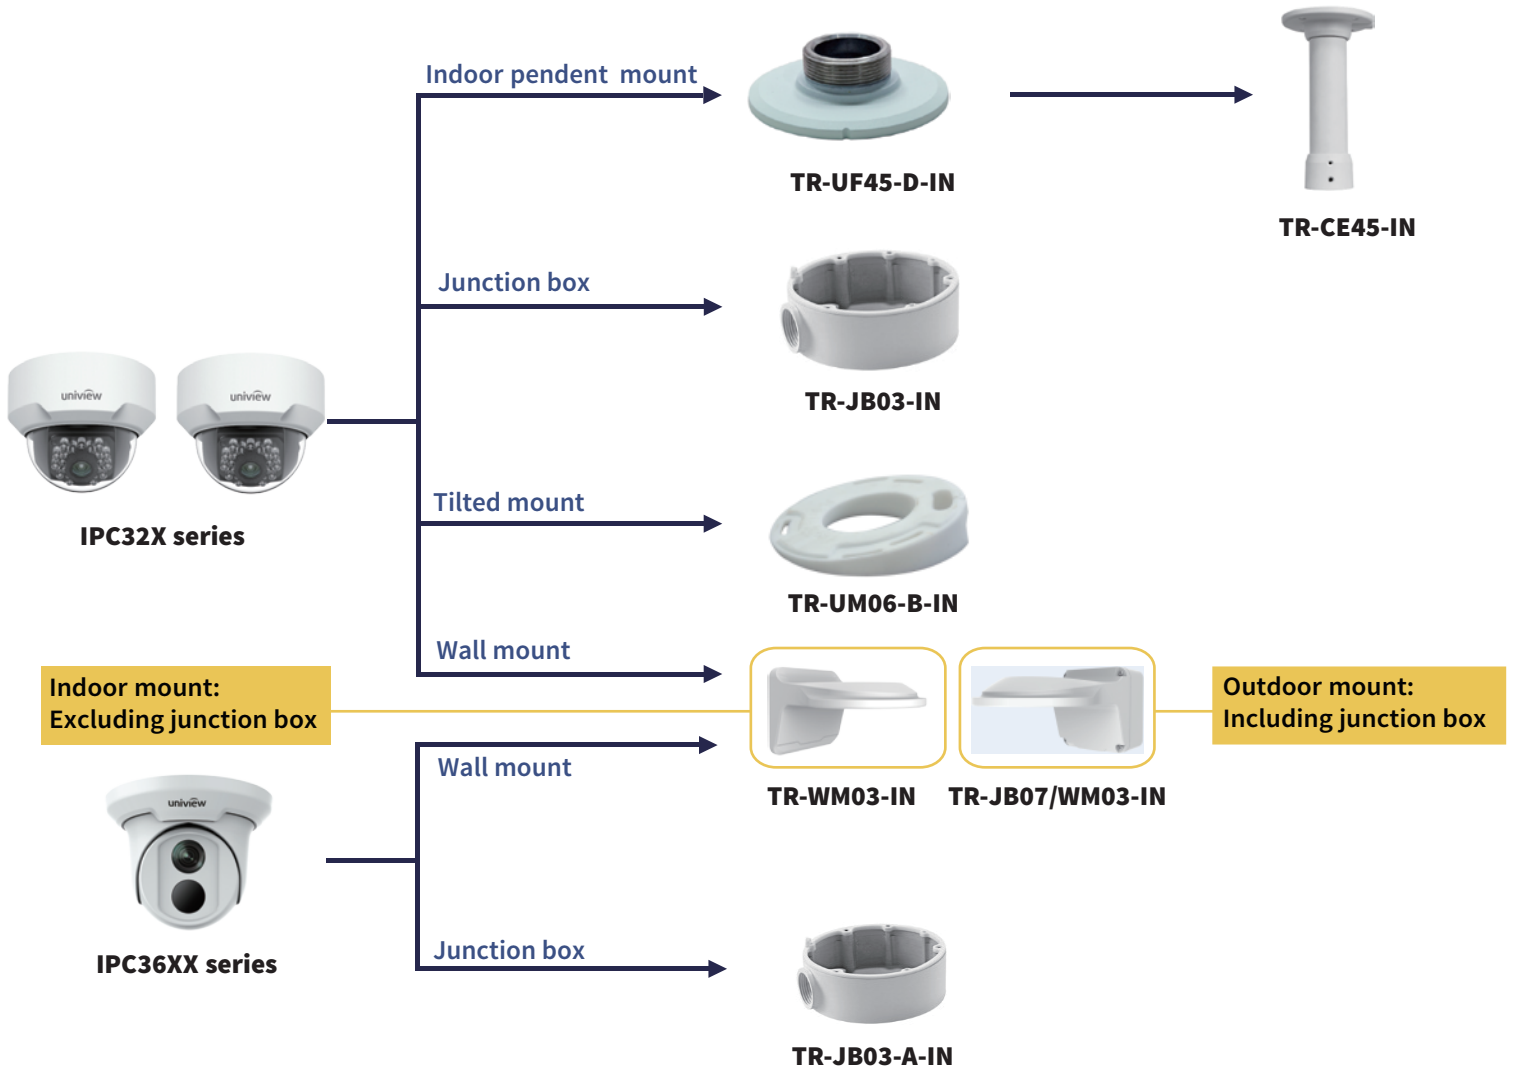 Indoor pendent mount
TR-UF45-D-IN
TR-CE45-IN
Junction box
TR-JB03-IN
uniview
uniview
IPC32X series
Tilted mount
TR-UM06-B-IN
Wall mount
Indoor mount:
Excluding junction box
Outdoor mount:
Including junction box
Wall mount
TR-WM03-IN
TR-JB07/WM03-IN
uniview
IPC36XX series
Junction box
TR-JB03-A-IN